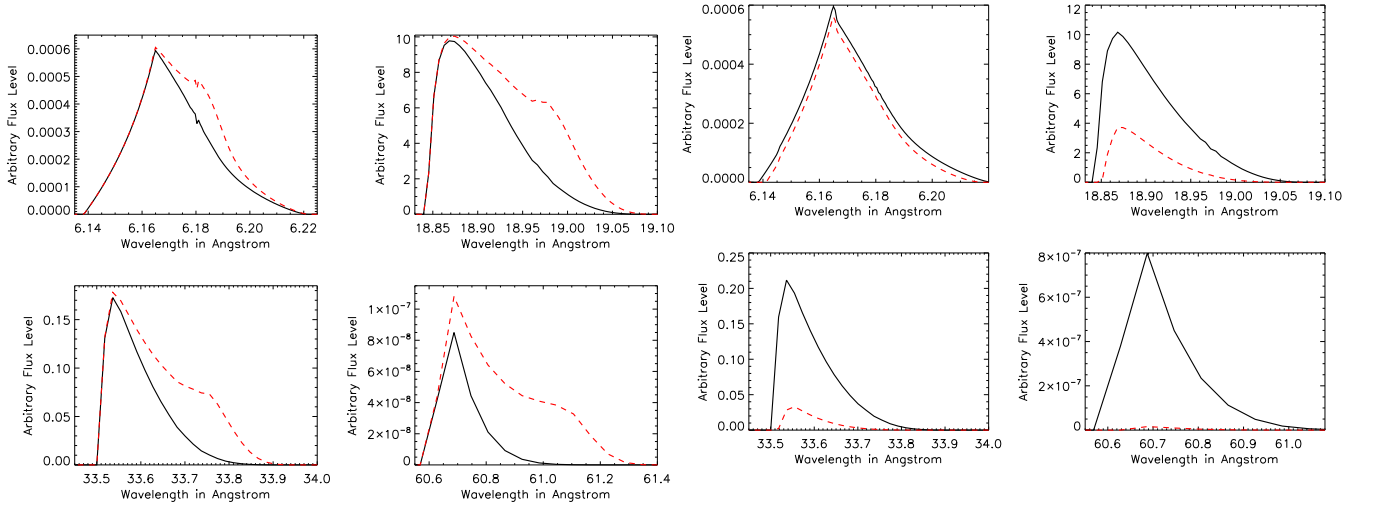 0.0006
0.0005
0.0004
0.0003
0.0002
0.0001
0.0000
Arbitrary Flux Level
6.14 6.16 6.18 6.20 6.22
Wavelength in Angstrom
10
8
6
4
2
0
Arbitrary Flux Level
18.85 18.90 18.95 19.00 19.05 19.10
Wavelength in Angstrom
0.0006
0.0004
0.0002
0.0000
Arbitrary Flux Level
6.14 6.16 6.18 6.20
Wavelength in Angstrom
12
10
8
6
4
2
0
Arbitrary Flux Level
18.85 18.90 18.95 19.00 19.05 19.10
Wavelength in Angstrom
0.15
0.10
0.05
0.00
Arbitrary Flux Level
33.5 33.6 33.7 33.8 33.9 34.0
Wavelength in Angstrom
1×10⁻⁷
8×10⁻⁸
6×10⁻⁸
4×10⁻⁸
2×10⁻⁸
0
Arbitrary Flux Level
60.6 60.8 61.0 61.2 61.4
Wavelength in Angstrom
0.25
0.20
0.15
0.10
0.05
0.00
Arbitrary Flux Level
33.5 33.6 33.7 33.8 33.9 34.0
Wavelength in Angstrom
8×10⁻⁷
6×10⁻⁷
4×10⁻⁷
2×10⁻⁷
0
Arbitrary Flux Level
60.6 60.7 60.8 60.9 61.0
Wavelength in Angstrom